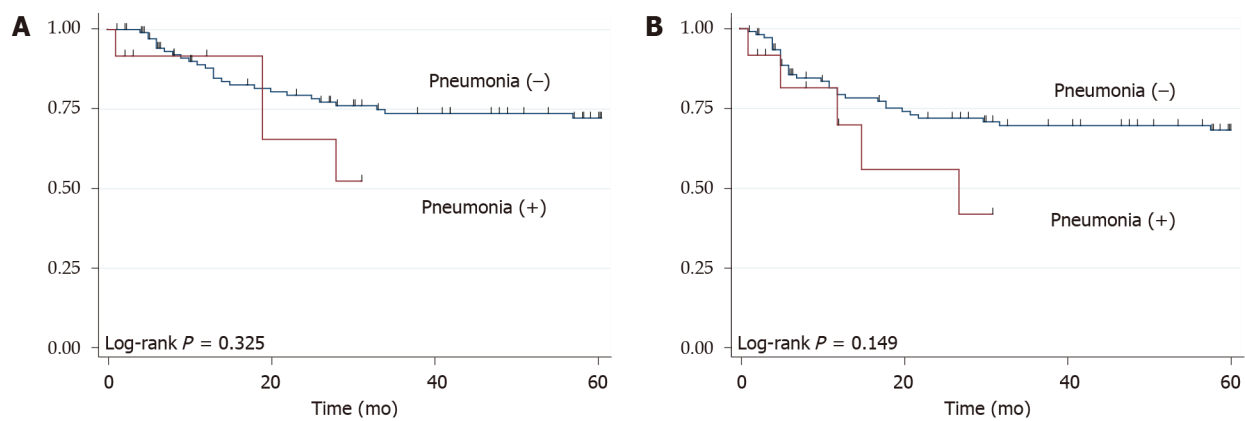 A
1.00
0.75
0.50
0.25
0.00
Pneumonia (–)
Pneumonia (+)
Log-rank P = 0.325
0 20 40 60
Time (mo)
B
1.00
0.75
0.50
0.25
0.00
Pneumonia (–)
Pneumonia (+)
Log-rank P = 0.149
0 20 40 60
Time (mo)